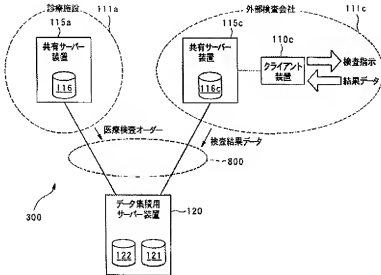 115a
診療施設
111a
共有サーバー
装置
116
115c
外部検査会社
111c
共有サーバー
装置
116c
110c
クライアント
装置
検査指示
結果データ
医療検査オーダー
検査結果データ
800
300
データ集積用
サーバー装置
120
122
121